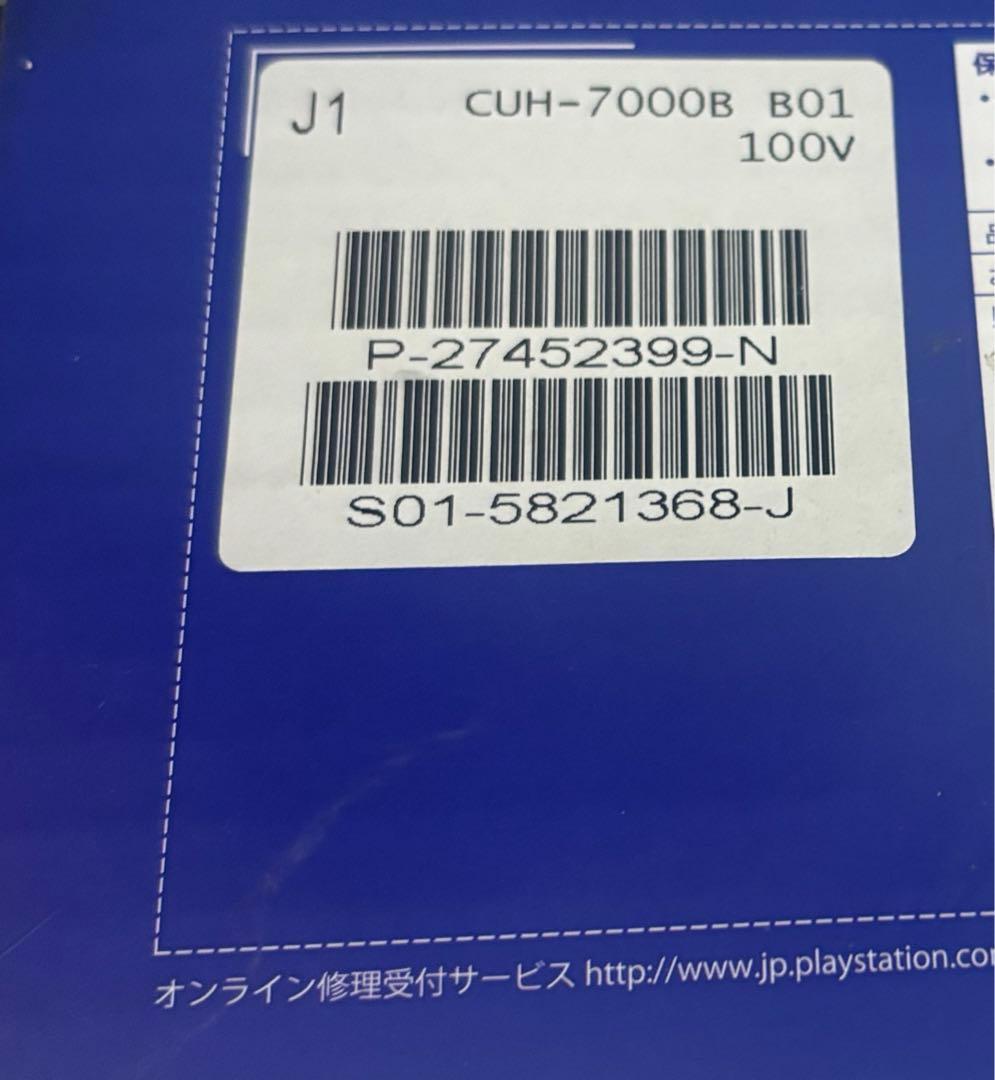 J1
CUH-7000B B01
100V
P-27452399-N
S01-5821368-J
保
オンライン修理受付サービス http://www.jp.playstation.co